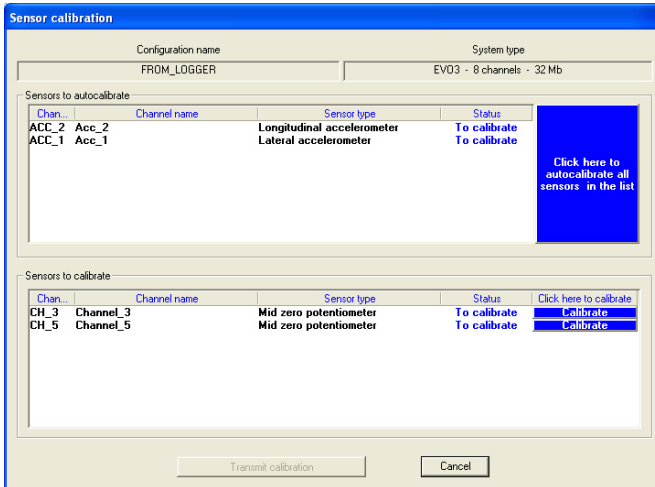 Sensor calibration
Configuration name System type
FROM_LOGGER EVO3 - 8 channels - 32 Mb
Sensors to autocalibrate
Chan... Channel name Sensor type Status
ACC_2 Acc_2 Longitudinal accelerometer To calibrate
ACC_1 Acc_1 Lateral accelerometer To calibrate
Click here to
autocalibrate all
sensors in the list
Sensors to calibrate
Chan... Channel name Sensor type Status Click here to calibrate
CH_3 Channel_3 Mid zero potentiometer To calibrate Calibrate
CH_5 Channel_5 Mid zero potentiometer To calibrate Calibrate
Transmit calibration Cancel